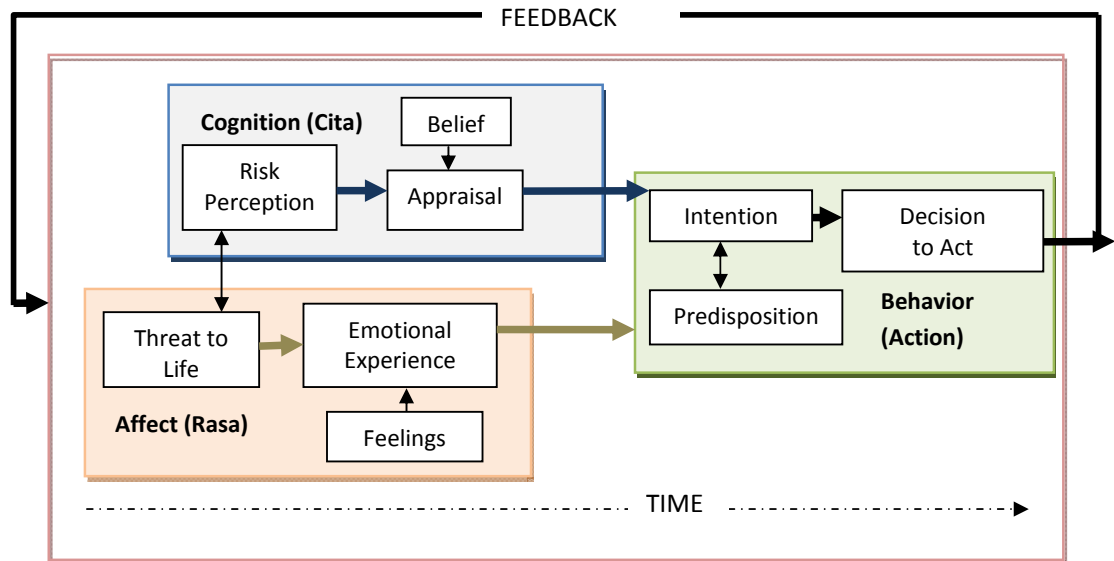 FEEDBACK
Cognition (Cita)
Belief
Risk
Perception
Appraisal
Intention
Decision
to Act
Predisposition
Behavior
(Action)
Threat to
Life
Emotional
Experience
Affect (Rasa)
Feelings
TIME